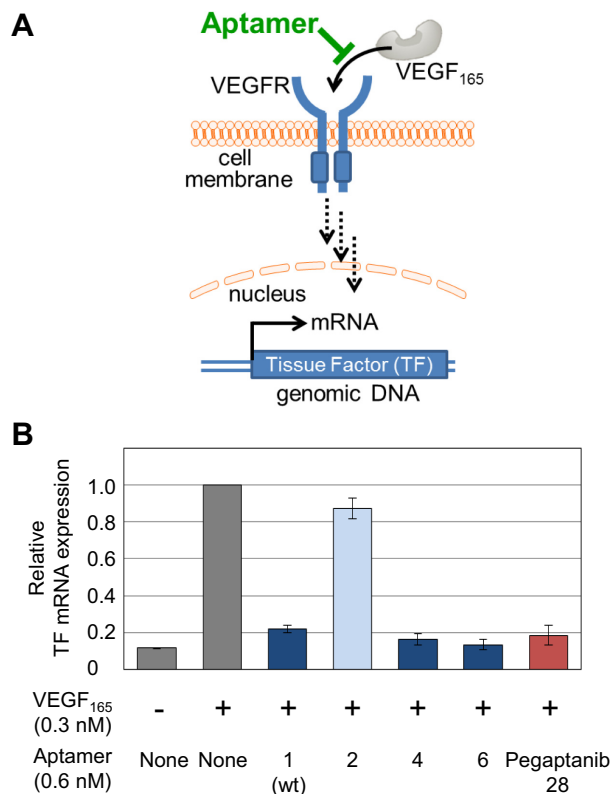 A
Aptamer
VEGFR
VEGF165
cell
membrane
nucleus
mRNA
Tissue Factor (TF)
genomic DNA
B
Relative
TF mRNA expression
1.0
0.8
0.6
0.4
0.2
0
VEGF165
(0.3 nM)
- + + + + + +
Aptamer
(0.6 nM)
None None 1 2 4 6 Pegaptanib
(wt) 28